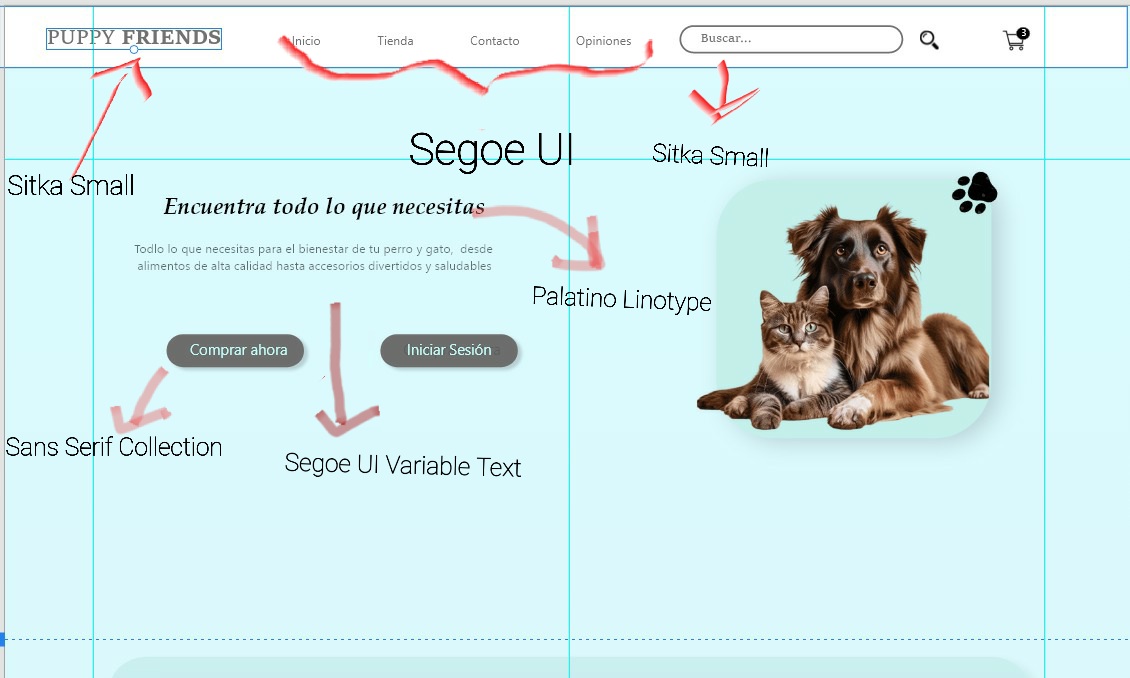 PUPPY FRIENDS
Inicio Tienda Contacto Opiniones Buscar... 3
Segoe UI
Sitka Small
Sitka Small
Encuentra todo lo que necesitas
Todlo lo que necesitas para el bienestar de tu perro y gato, desde
alimentos de alta calidad hasta accesorios divertidos y saludables
Palatino Linotype
Comprar ahora Iniciar Sesión
Sans Serif Collection
Segoe UI Variable Text